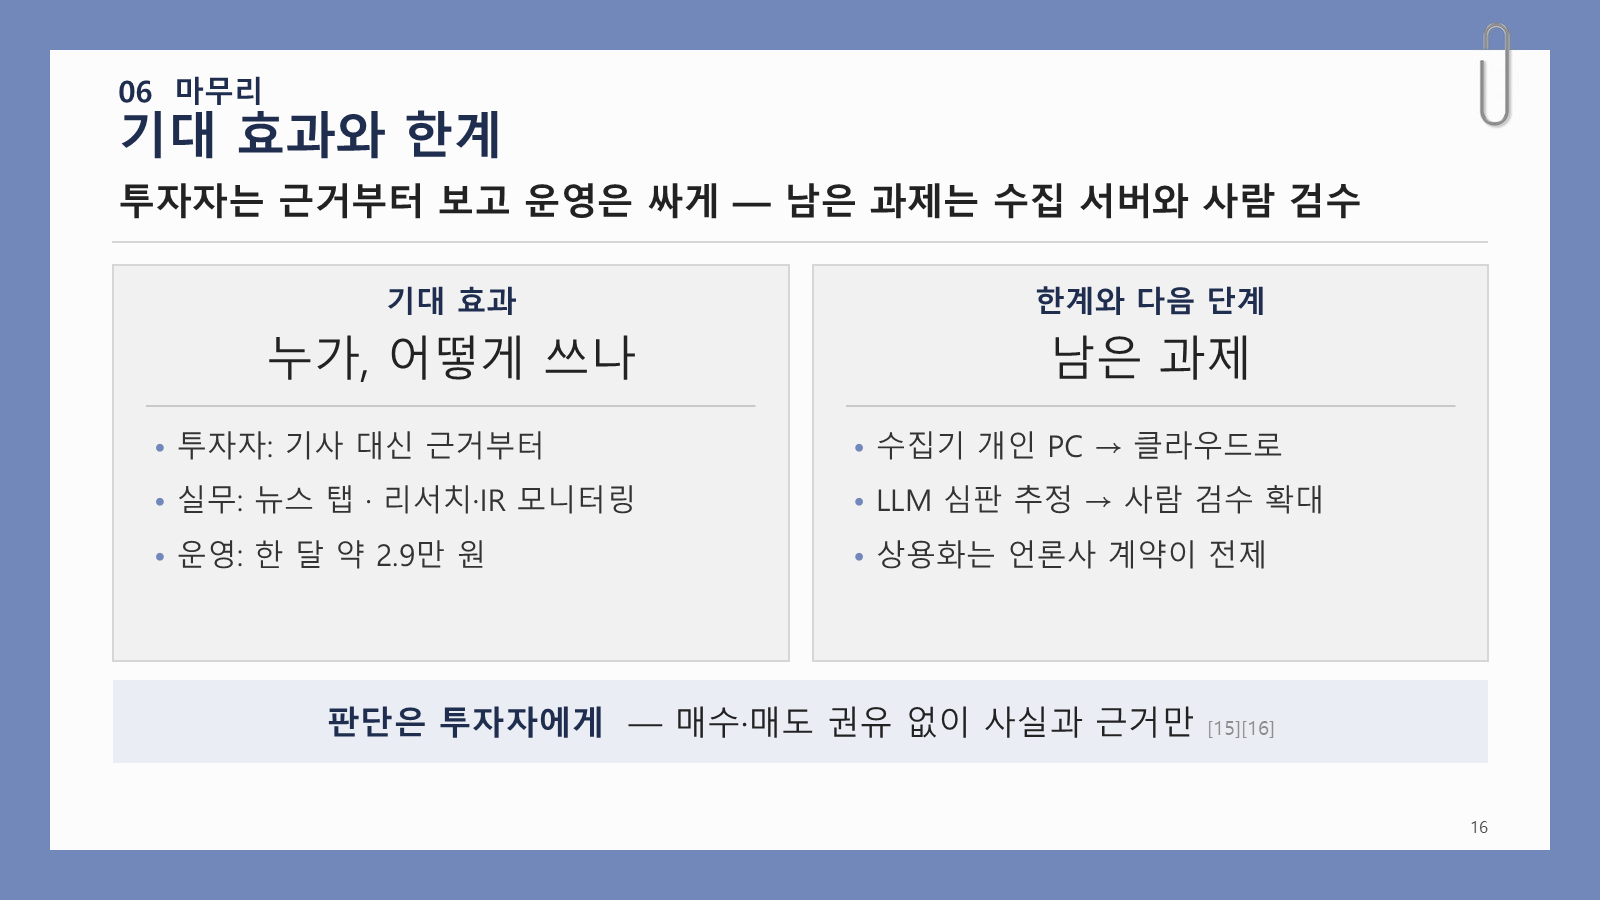 06 마무리
기대 효과와 한계
투자자는 근거부터 보고 운영은 싸게 — 남은 과제는 수집 서버와 사람 검수
기대 효과
누가, 어떻게 쓰나
• 투자자: 기사 대신 근거부터
• 실무: 뉴스 탭 · 리서치·IR 모니터링
• 운영: 한 달 약 2.9만 원
한계와 다음 단계
남은 과제
• 수집기 개인 PC → 클라우드로
• LLM 심판 추정 → 사람 검수 확대
• 상용화는 언론사 계약이 전제
판단은 투자자에게 — 매수·매도 권유 없이 사실과 근거만 [15][16]
16